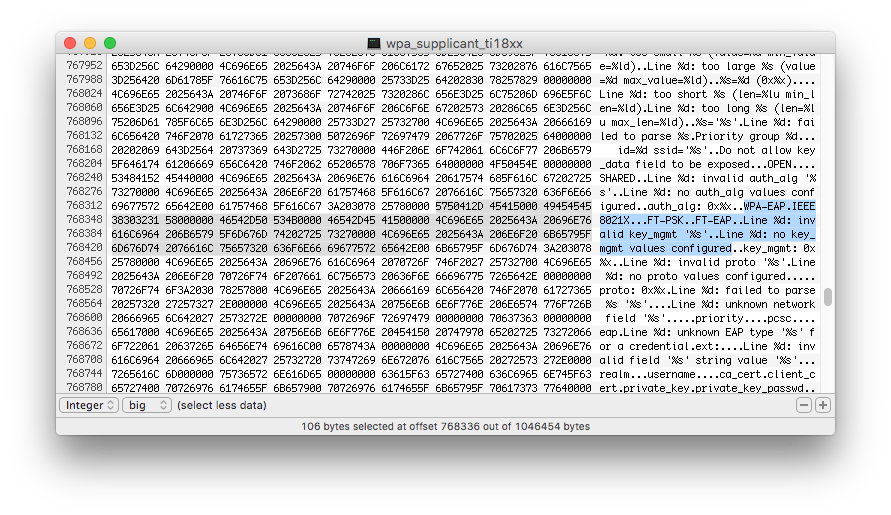 wpa_supplicant_ti18xx
767952 653D256C 64290000 4C696E65 2025643A 20746F6F 206C6172 67652025 73202876 616C7565 e=%ld)..Line %d: too large %s (value
767988 3D256420 6D61785F 76616C75 653D256C 64290000 25733D25 64202830 78257829 00000000 =%d max_value=%ld)..%s=%d (0x%x)....
768024 4C696E65 2025643A 20746F6F 2073686F 72742025 7320286C 656E3D25 6C75206D 696E5F6C Line %d: too short %s (len=%lu min_l
768060 656E3D25 6C642900 4C696E65 2025643A 20746F6F 206C6F6E 67202573 20286C65 6E3D256C en=%ld).Line %d: too long %s (len=%l
768096 75206D61 785F6C65 6E3D256C 64290000 25733D27 25732700 4C696E65 2025643A 20666169 u max_len=%ld)..%s='%s'.Line %d: fai
768132 6C656420 746F2070 61727365 20257300 5072696F 72697479 2067726F 75702025 64000000 led to parse %s.Priority group %d...
768168 20202069 643D2564 20737369 643D2725 73270000 446F206E 6F742061 6C6C6F77 206B6579 id=%d ssid='%s'..Do not allow key
768204 5F646174 61206669 656C6420 746F2062 65206578 706F7365 64000000 4F50454E 00000000 _data field to be exposed...OPEN....
768240 53484152 45440000 4C696E65 2025643A 20696E76 616C6964 20617574 685F616C 67202725 SHARED..Line %d: invalid auth_alg '%
768276 73270000 4C696E65 2025643A 206E6F20 61757468 5F616C67 2076616C 75657320 636F6E66 s'..Line %d: no auth_alg values conf
768312 69677572 65642E00 61757468 5F616C67 3A203078 25780000 5750412D 45415000 49454545 igured..auth_alg: 0x%x..WPA-EAP.IEEE
768348 38303231 58000000 46542D50 534B0000 46542D45 41500000 4C696E65 2025643A 20696E76 8021X...FT-PSK..FT-EAP..Line %d: inv
768384 616C6964 206B6579 5F6D676D 74202725 73270000 4C696E65 2025643A 206E6F20 6B65795F alid key_mgmt '%s'..Line %d: no key_
768420 6D676D74 2076616C 75657320 636F6E66 69677572 65642E00 6B65795F 6D676D74 3A203078 mgmt values configured..key_mgmt: 0x
768456 25780000 4C696E65 2025643A 20696E76 616C6964 2070726F 746F2027 25732700 4C696E65 %x..Line %d: invalid proto '%s'.Line
768492 2025643A 206E6F20 70726F74 6F207661 6C756573 20636F6E 66696775 7265642E 00000000 %d: no proto values configured.....
768528 70726F74 6F3A2030 78257800 4C696E65 2025643A 20666169 6C656420 746F2070 61727365 proto: 0x%x.Line %d: failed to parse
768564 20257320 27257327 2E000000 4C696E65 2025643A 20756E6B 6E6F776E 206E6574 776F726B %s '%s'....Line %d: unknown network
768600 20666965 6C642027 2573272E 00000000 7072696F 72697479 00000000 70637363 00000000 field '%s'.....priority....pcsc....
768636 65617000 4C696E65 2025643A 20756E6B 6E6F776E 20454150 20747970 65202725 73272066 eap.Line %d: unknown EAP type '%s' f
768672 6F722061 20637265 64656E74 69616C00 6578743A 00000000 4C696E65 2025643A 20696E76 or a credential.ext:....Line %d: inv
768708 616C6964 20666965 6C642027 25732720 73747269 6E672076 616C7565 20272573 272E0000 alid field '%s' string value '%s'...
768744 7265616C 6D000000 75736572 6E616D65 00000000 63615F63 65727400 636C6965 6E745F63 realm...username....ca_cert.client_c
768780 65727400 70726976 6174655F 6B657900 70726976 6174655F 6B65795F 70617373 77640000 ert.private_key.private_key_passwd..
Integer big (select less data)
106 bytes selected at offset 768336 out of 1046454 bytes